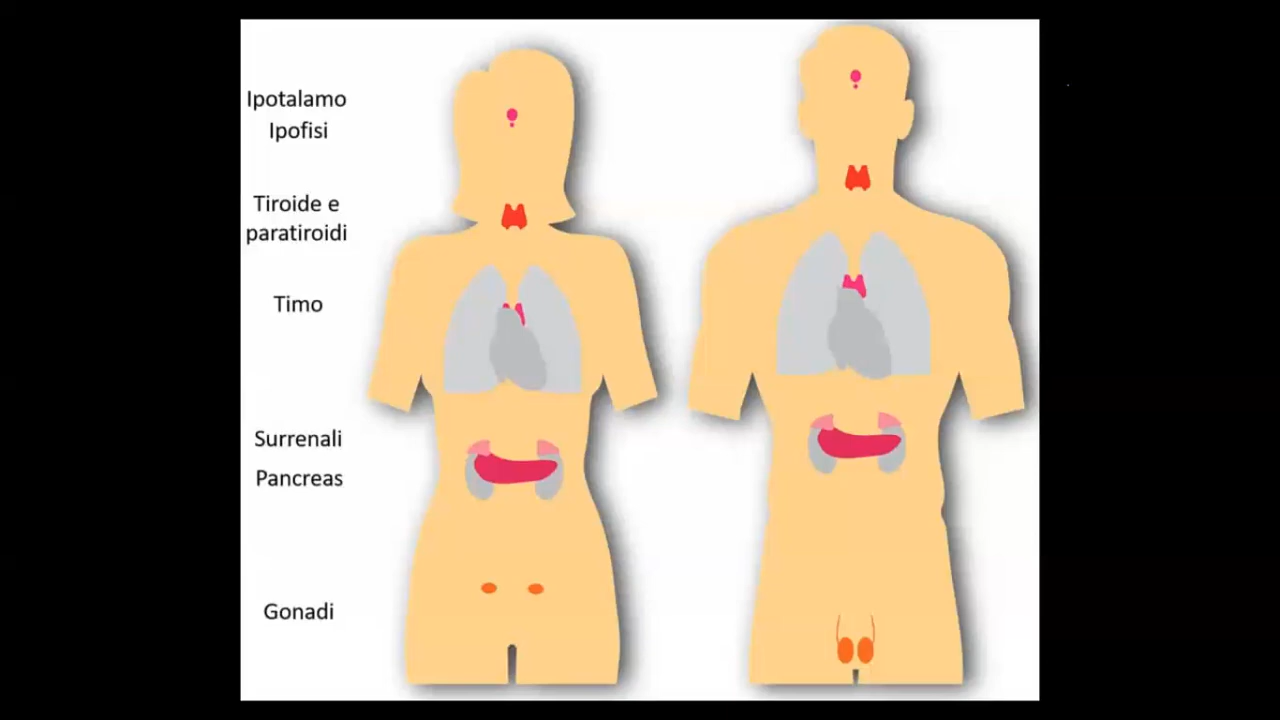 Ipotalamo
Ipofisi
Tiroide e
paratiroidi
Timo
Surrenali
Pancreas
Gonadi